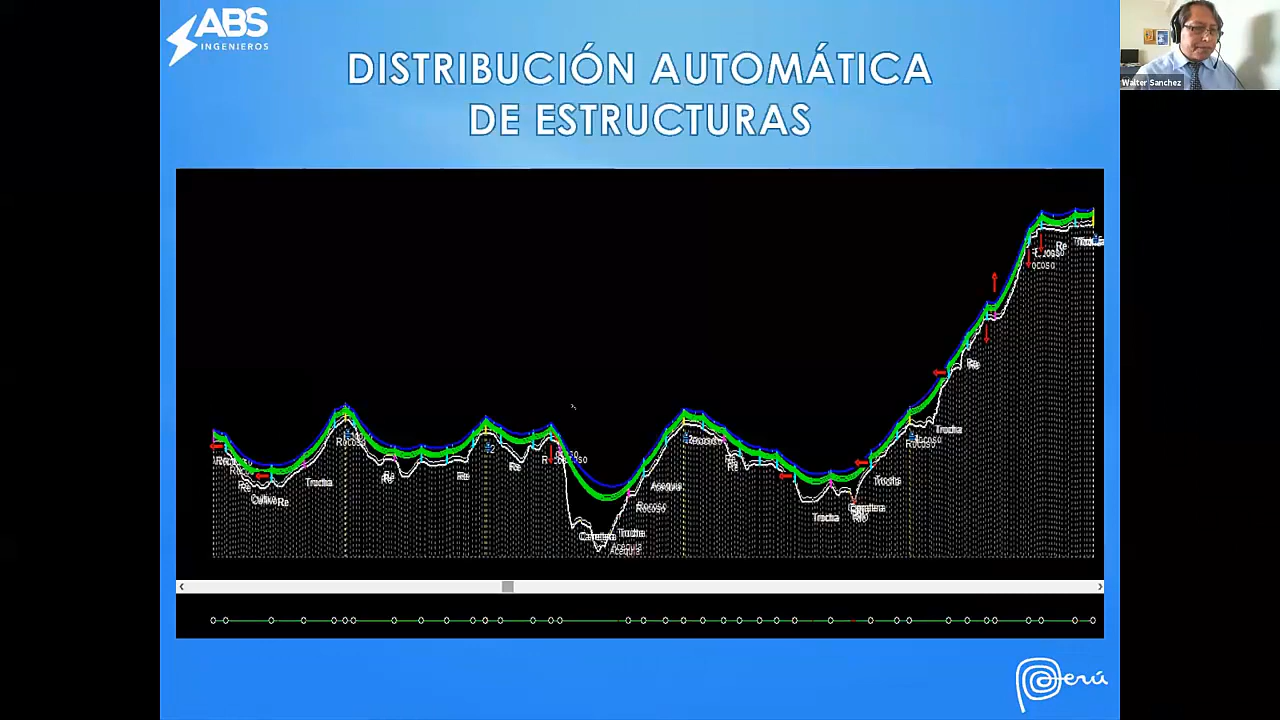 ABS
INGENIEROS
Walter Sanchez
DISTRIBUCIÓN AUTOMÁTICA
DE ESTRUCTURAS
Re
Trocha
Rocoso
Re
Cultivo Re
Trocha
Re
Re
Re
Rocoso
Trocha
Acequia
Rocoso
Carretera Trocha
Acequia
Rocoso
Re
Trocha
Carretera
Rio
Trocha
Perú